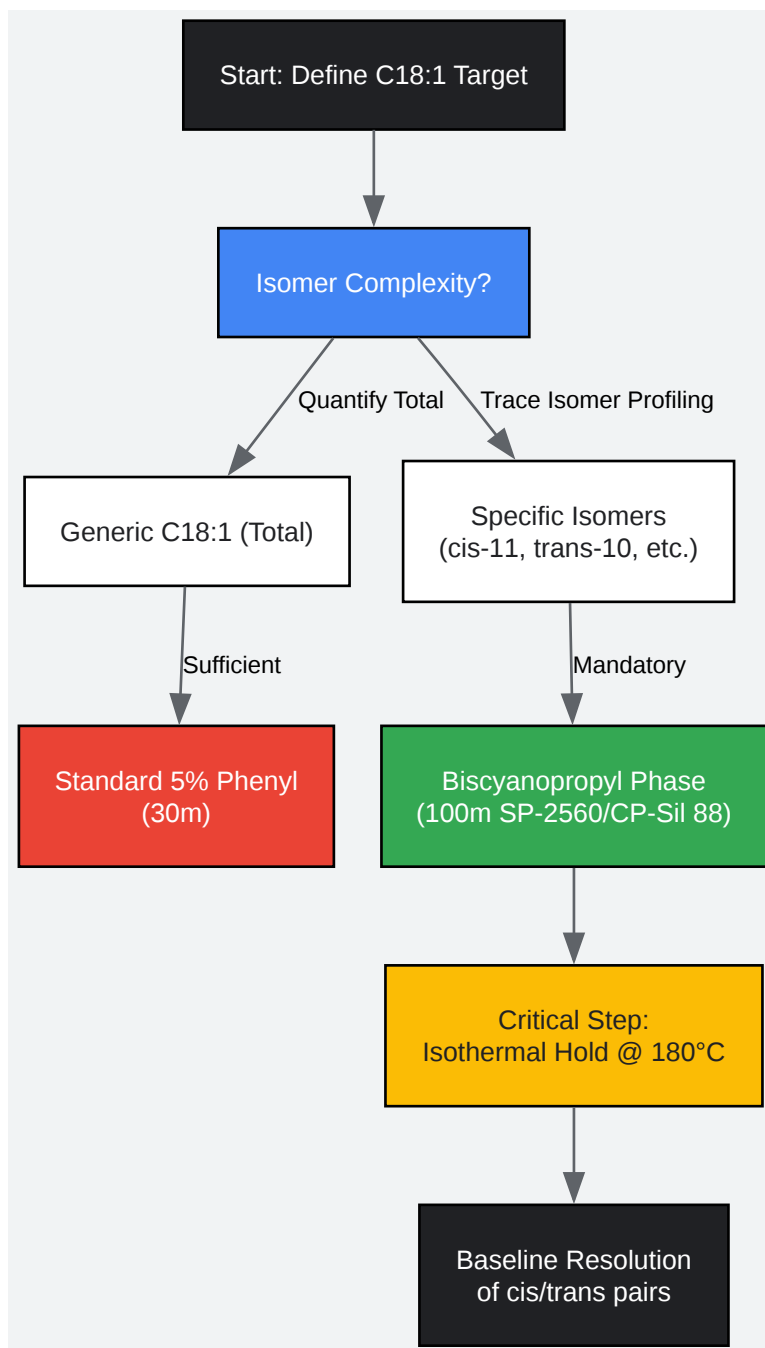 Start: Define C18:1 Target
Isomer Complexity?
Quantify Total
Trace Isomer Profiling
Generic C18:1 (Total)
Specific Isomers
(cis-11, trans-10, etc.)
Sufficient
Mandatory
Standard 5% Phenyl
(30m)
Biscyanopropyl Phase
(100m SP-2560/CP-Sil 88)
Critical Step:
Isothermal Hold @ 180°C
Baseline Resolution
of cis/trans pairs